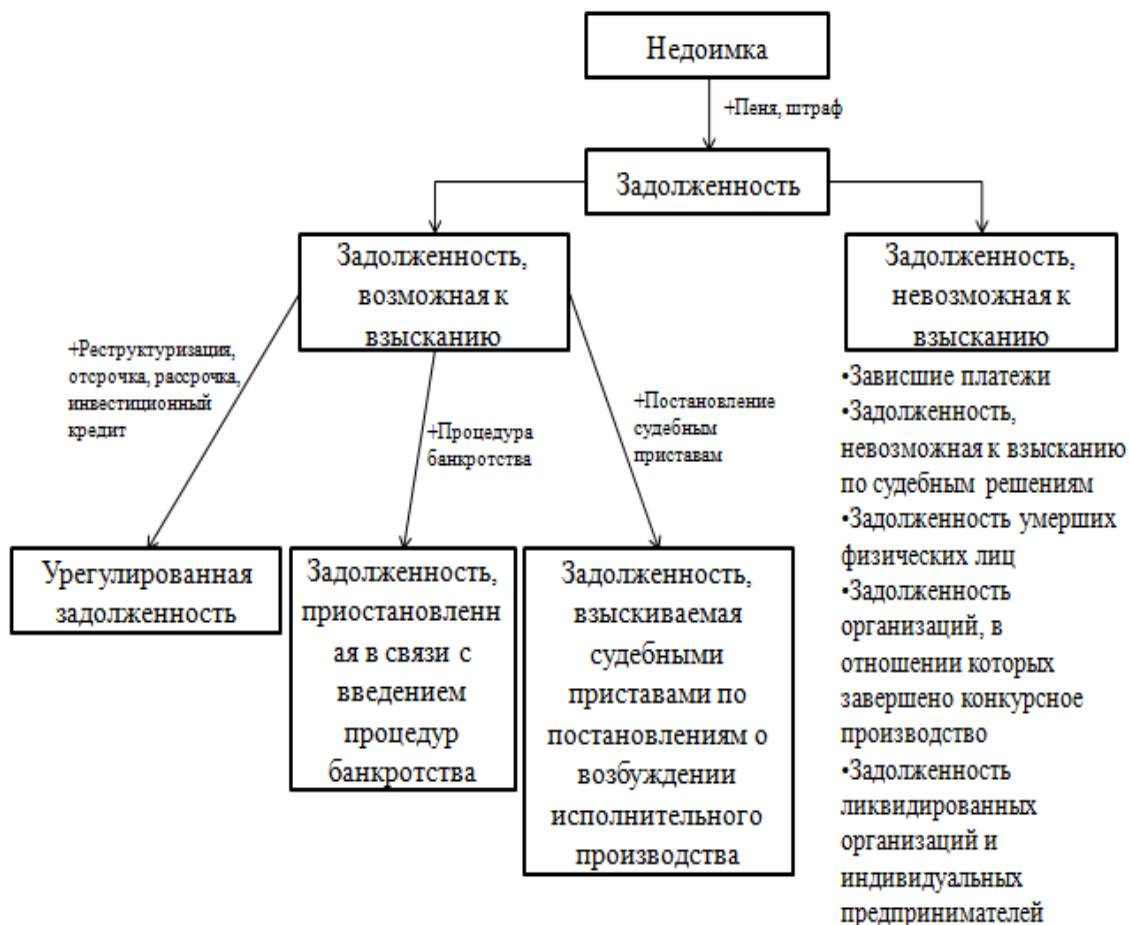 Недоимка
+Пеня, штраф
Задолженность
Задолженность,
возможная к
взысканию
Задолженность,
невозможная к
взысканию
+Реструктуризация,
отсрочка, рассрочка,
инвестиционный
кредит
+Процедура
банкротства
+Постановление
судебным
приставам
Урегулированная
задолженность
Задолженность,
приостановленн
ая в связи с
введением
процедур
банкротства
Задолженность,
взыскиваемая
судебными
приставами по
постановлениям о
возбуждении
исполнительного
производства
•Зависшие платежи
•Задолженность,
невозможная к взысканию
по судебным решениям
•Задолженность умерших
физических лиц
•Задолженность
организаций, в
отношении которых
завершено конкурсное
производство
•Задолженность
ликвидированных
организаций и
индивидуальных
предпринимателей